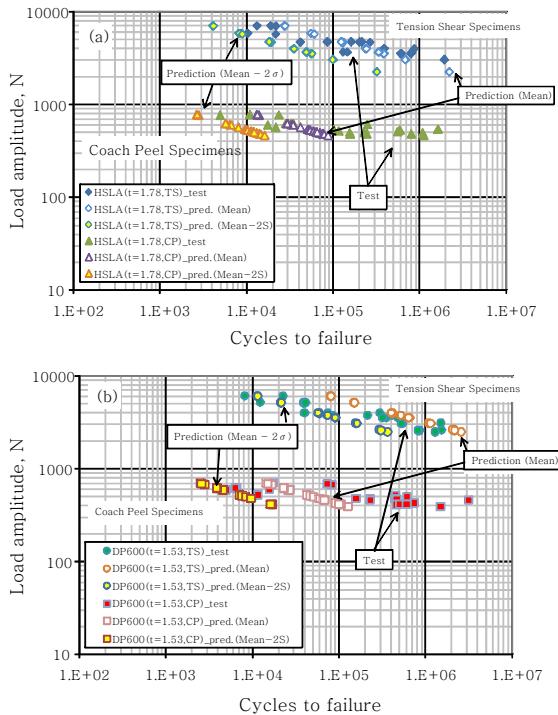 (a)
Tension Shear Specimens
Prediction (Mean − 2σ)
Prediction (Mean)
Coach Peel Specimens
Test
HSLA(t=1.78,TS)_test
HSLA(t=1.78,TS)_pred.(Mean)
HSLA(t=1.78,TS)_pred.(Mean-2S)
HSLA(t=1.78,CP)_test
HSLA(t=1.78,CP)_pred.(Mean)
HSLA(t=1.78,CP)_pred.(Mean-2S)
Load amplitude, N
10000
1000
100
10
1.E+02
1.E+03
1.E+04
1.E+05
1.E+06
1.E+07
Cycles to failure
(b)
Tension Shear Specimens
Prediction (Mean − 2σ)
Prediction (Mean)
Coach Peel Specimens
Test
DP600(t=1.53,TS)_test
DP600(t=1.53,TS)_pred.(Mean)
DP600(t=1.53,TS)_pred.(Mean-2S)
DP600(t=1.53,CP)_test
DP600(t=1.53,CP)_pred.(Mean)
DP600(t=1.53,CP)_pred.(Mean-2S)
Load amplitude, N
10000
1000
100
10
1.E+02
1.E+03
1.E+04
1.E+05
1.E+06
1.E+07
Cycles to failure